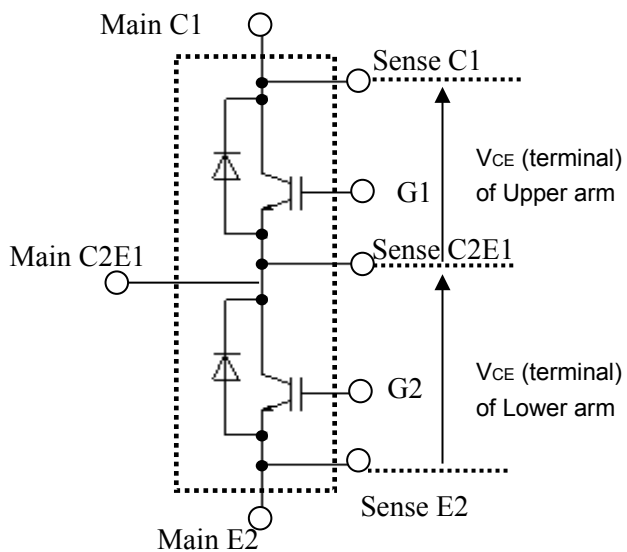 Main C1
Sense C1
VCE (terminal)
of Upper arm
G1
Sense C2E1
Main C2E1
VCE (terminal)
of Lower arm
G2
Sense E2
Main E2